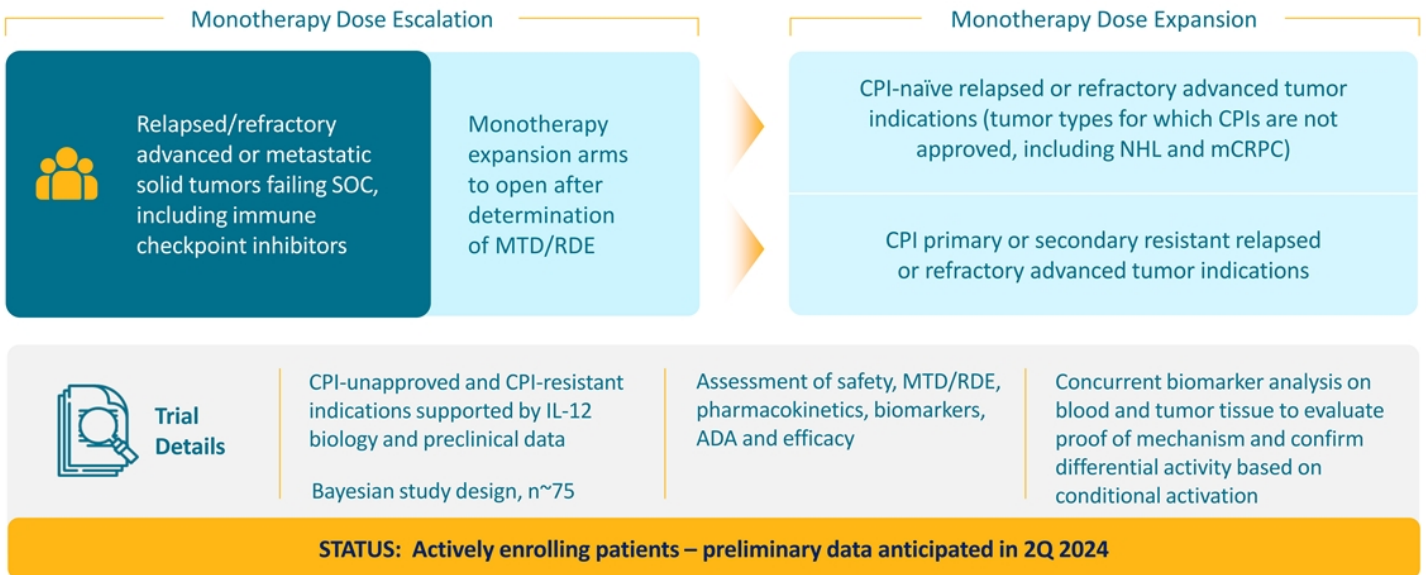 Monotherapy Dose Escalation
Monotherapy Dose Expansion
Relapsed/refractory
advanced or metastatic
solid tumors failing SOC,
including immune
checkpoint inhibitors
Monotherapy
expansion arms
to open after
determination
of MTD/RDE
CPI-naïve relapsed or refractory advanced tumor
indications (tumor types for which CPIs are not
approved, including NHL and mCRPC)
CPI primary or secondary resistant relapsed
or refractory advanced tumor indications
Trial
Details
CPI-unapproved and CPI-resistant
indications supported by IL-12
biology and preclinical data
Bayesian study design, n~75
Assessment of safety, MTD/RDE,
pharmacokinetics, biomarkers,
ADA and efficacy
Concurrent biomarker analysis on
blood and tumor tissue to evaluate
proof of mechanism and confirm
differential activity based on
conditional activation
STATUS: Actively enrolling patients – preliminary data anticipated in 2Q 2024